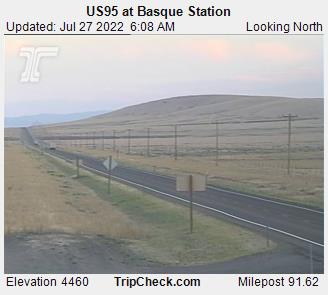 US95 at Basque Station
Updated: Jul 27 2022 6:08 AM Looking North
Elevation 4460 TripCheck.com Milepost 91.62